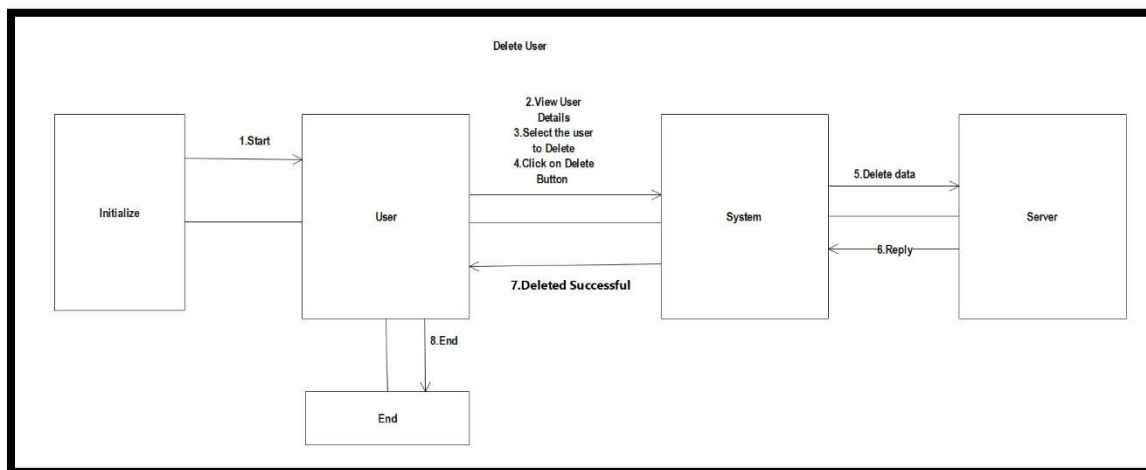 Delete User
2.View User
Details
3.Select the user
to Delete
4.Click on Delete
Button
1.Start
5.Delete data
Initialize
User
System
Server
6.Reply
7.Deleted Successful
8.End
End